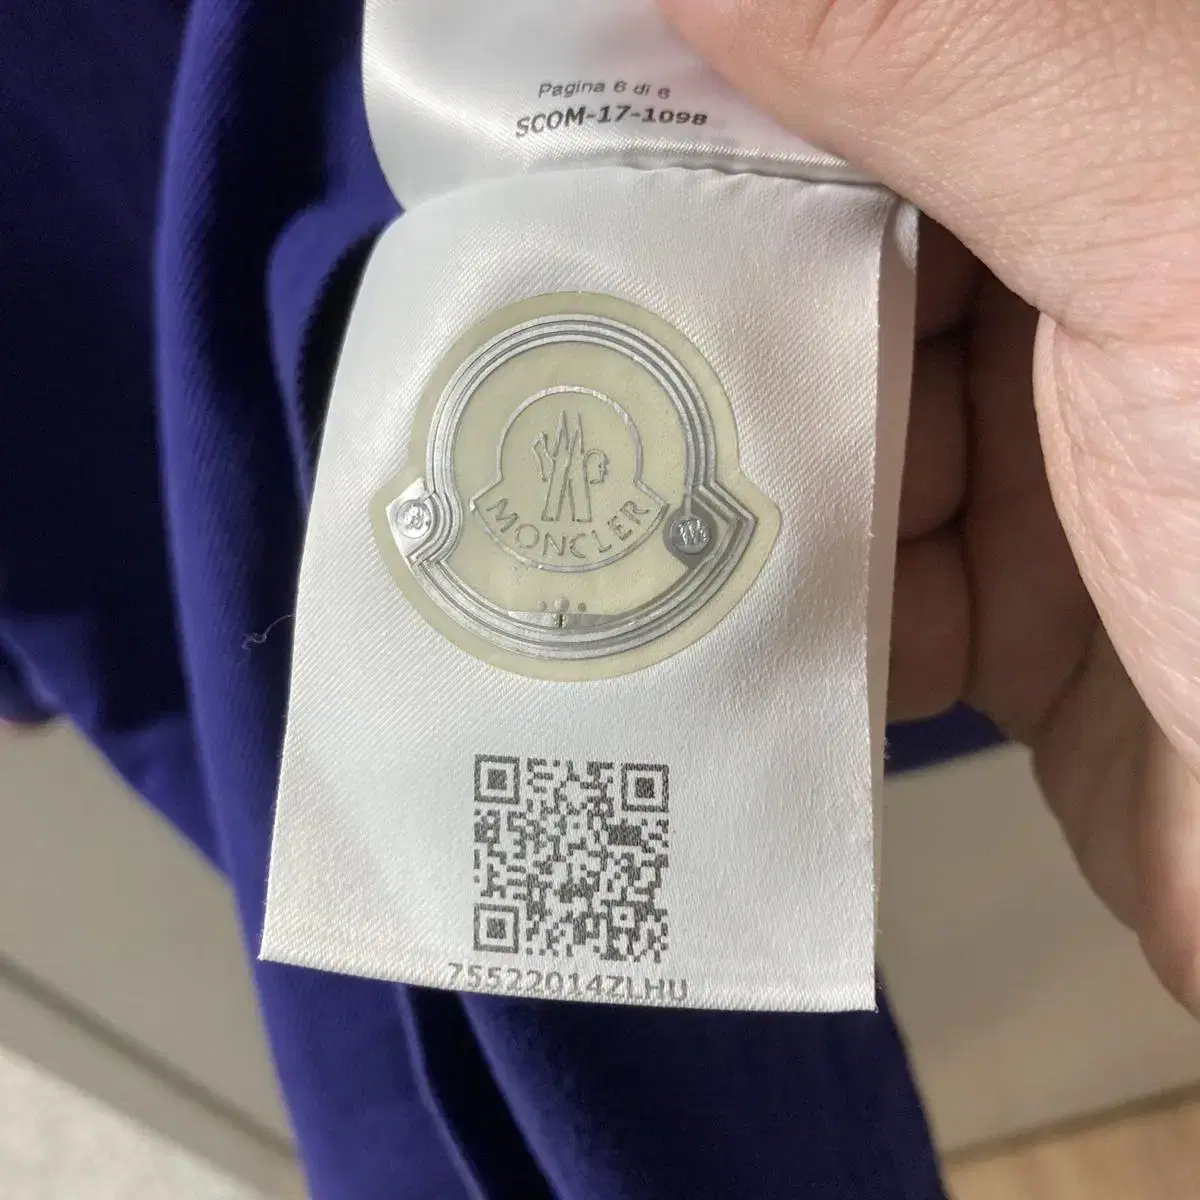 Pagina 6 di 6
SCOM-17-1098
MONCLER
75522014ZLHU